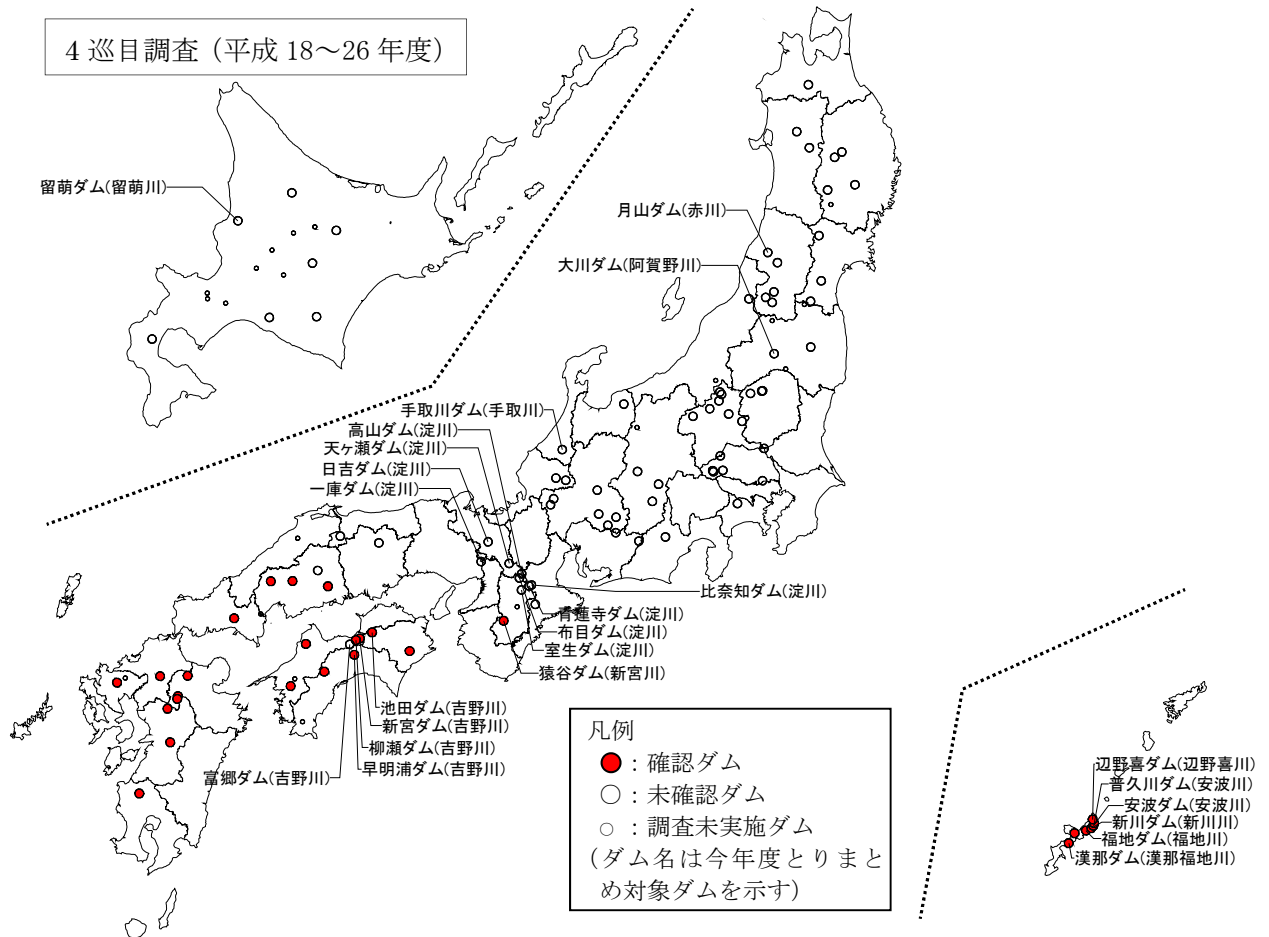 4 巡目調査（平成 18～26 年度）
留萌ダム(留萌川)
月山ダム(赤川)
大川ダム(阿賀野川)
手取川ダム(手取川)
高山ダム(淀川)
天ヶ瀬ダム(淀川)
日吉ダム(淀川)
一庫ダム(淀川)
比奈知ダム(淀川)
青蓮寺ダム(淀川)
布目ダム(淀川)
室生ダム(淀川)
猿谷ダム(新宮川)
池田ダム(吉野川)
新宮ダム(吉野川)
柳瀬ダム(吉野川)
早明浦ダム(吉野川)
富郷ダム(吉野川)
辺野喜ダム(辺野喜川)
普久川ダム(安波川)
安波ダム(安波川)
新川ダム(新川川)
福地ダム(福地川)
漢那ダム(漢那福地川)
凡例
：確認ダム
：未確認ダム
：調査未実施ダム
(ダム名は今年度とりまと
め対象ダムを示す)